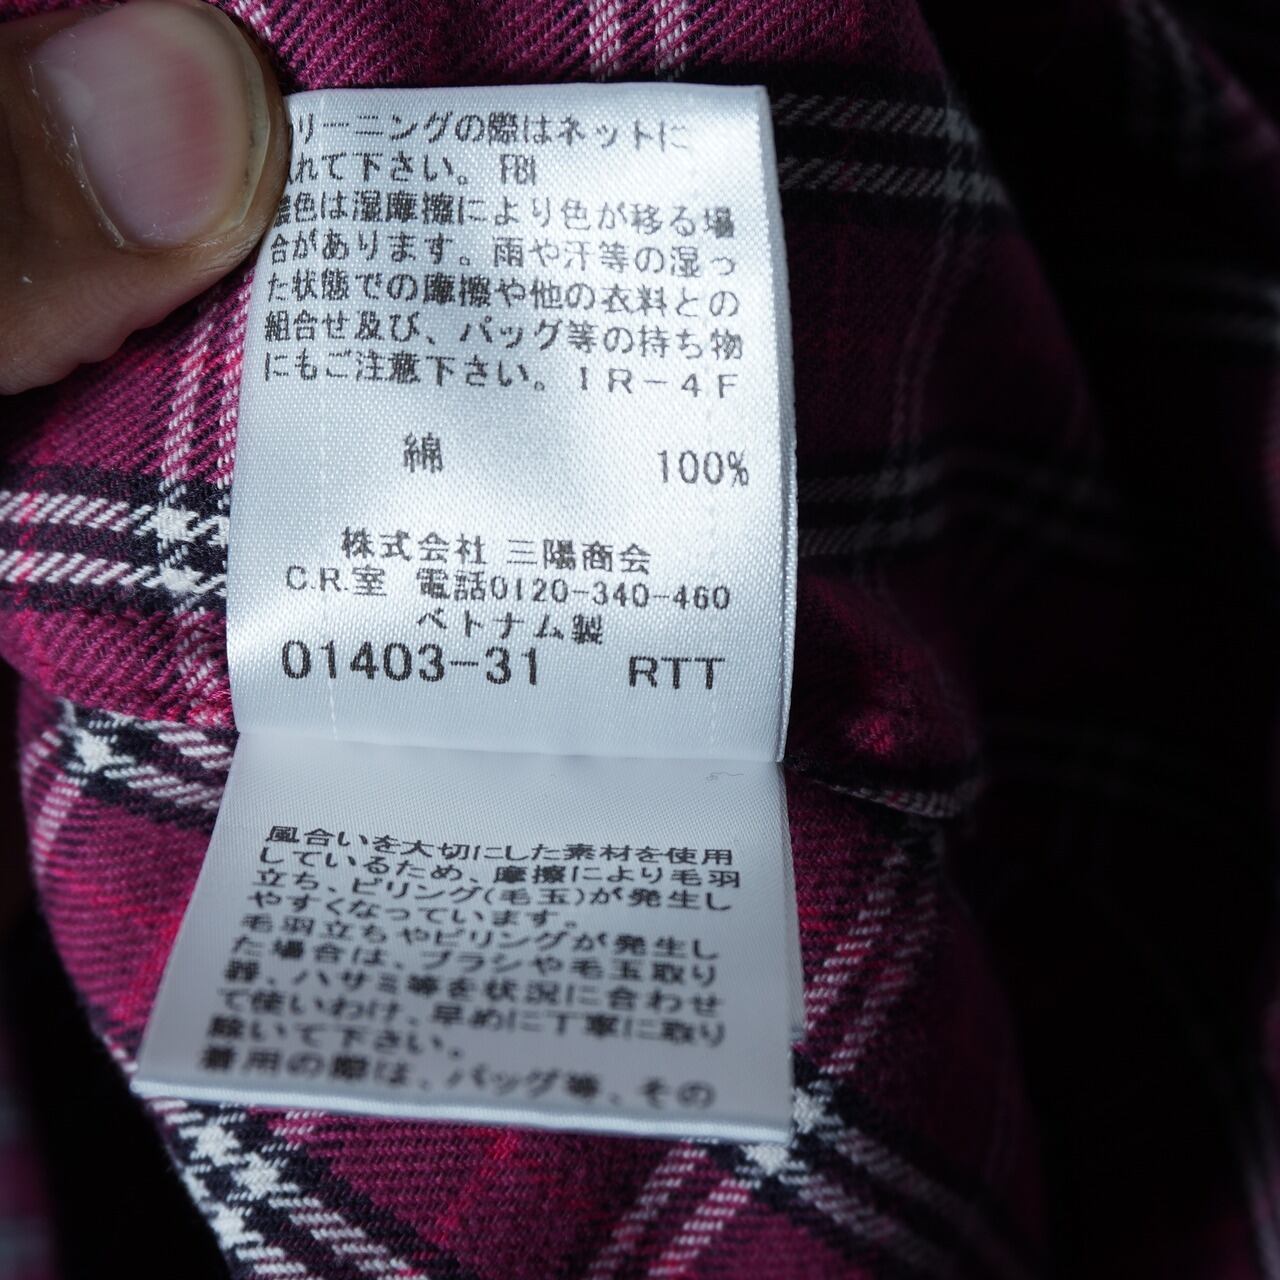 リーニングの際はネットに
れて下さい。 FBI
濃色は湿摩擦により色が移る場
合があります。雨や汗等の湿っ
た状態での摩擦や他の衣料との
組合せ及び、バッグ等の持ち物
にもご注意下さい。IR-4F
綿 100%
株式会社 三陽商会
C.R.室 電話0120-340-460
ベトナム製
01403-31 RTT
風合いを大切にした素材を使用
しているため、摩擦により毛羽
立ち、ピリング(毛玉)が発生し
やすくなっています。
毛羽立ちやピリングが発生し
た場合は、ブラシや毛玉取り
器、ハサミ等を状況に合わせ
て使いわけ、早めに丁寧に取り
除いて下さい。
着用の際は、バッグ等、その